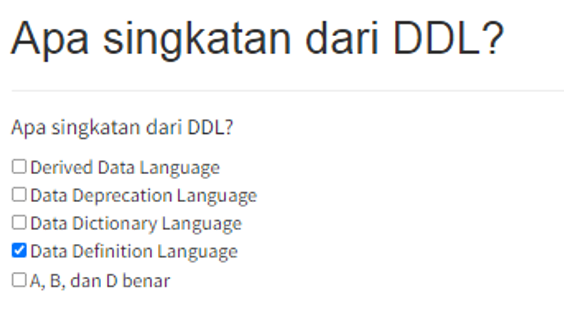 Apa singkatan dari DDL?
Apa singkatan dari DDL?
Derived Data Language
Data Deprecation Language
Data Dictionary Language
Data Definition Language
A, B, dan D benar